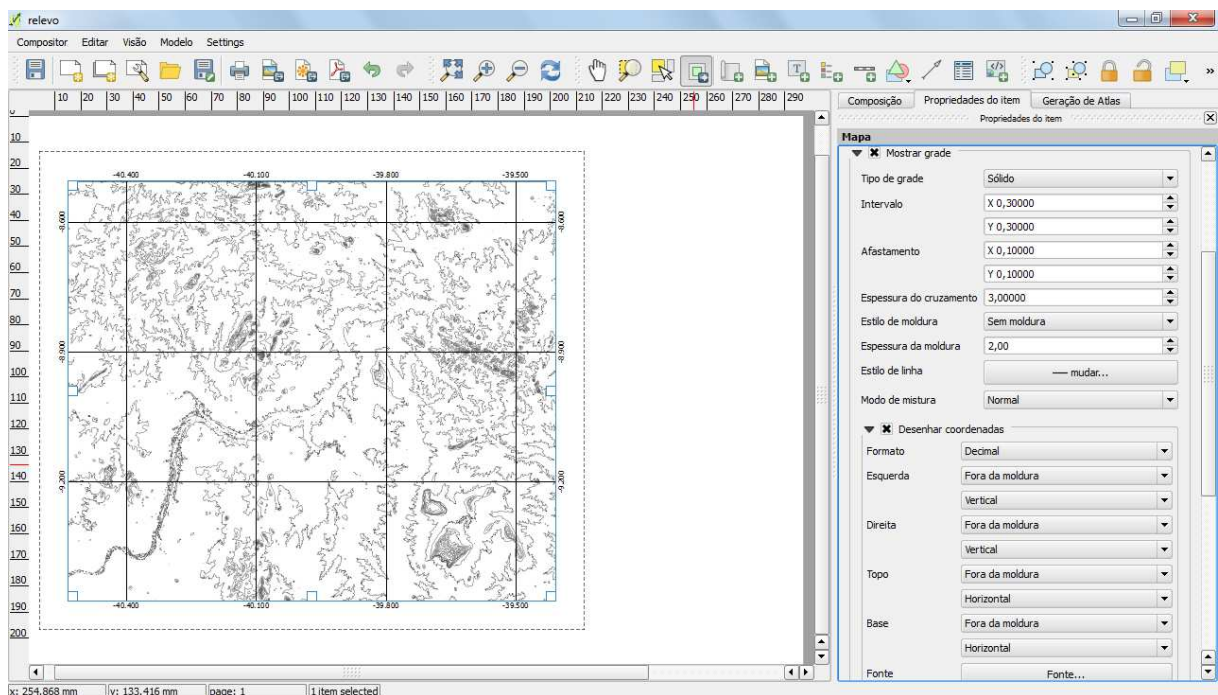 relevo
Compositor Editar Visão Modelo Settings
10 20 30 40 50 60 70 80 90 100 110 120 130 140 150 160 170 180 190 200 210 220 230 240 250 260 270 280 290
Composição Propriedades do item Geração de Atlas
Propriedades do item
Mapa
Mostrar grade
Tipo de grade Sólido
Intervalo X 0,30000
Y 0,30000
Afastamento X 0,10000
Y 0,10000
Espessura do cruzamento 3,00000
Estilo de moldura Sem moldura
Espessura da moldura 2,00
Estilo de linha mudar...
Modo de mistura Normal
Desenhar coordenadas
Formato Decimal
Esquerda Fora da moldura
Vertical
Direita Fora da moldura
Vertical
Topo Fora da moldura
Horizontal
Base Fora da moldura
Horizontal
Fonte Fonte...
0
10
20
30
40
50
60
70
80
90
100
110
120
130
140
150
160
170
180
190
200
-40.400 -40.100 -39.800 -39.500
-8.600 -8.600
-8.900 -8.900
-9.200 -9.200
-40.400 -40.100 -39.800 -39.500
x: 254.868 mm y: 133.416 mm page: 1 1 item selected